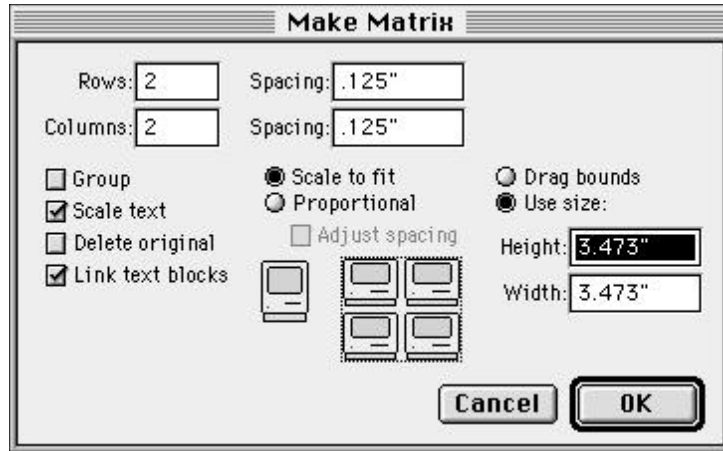 Make Matrix
Rows: 2 Spacing: .125"
Columns: 2 Spacing: .125"
Group Scale to fit Drag bounds
Scale text Proportional Use size:
Delete original Adjust spacing Height: 3.473"
Link text blocks Width: 3.473"
Cancel OK